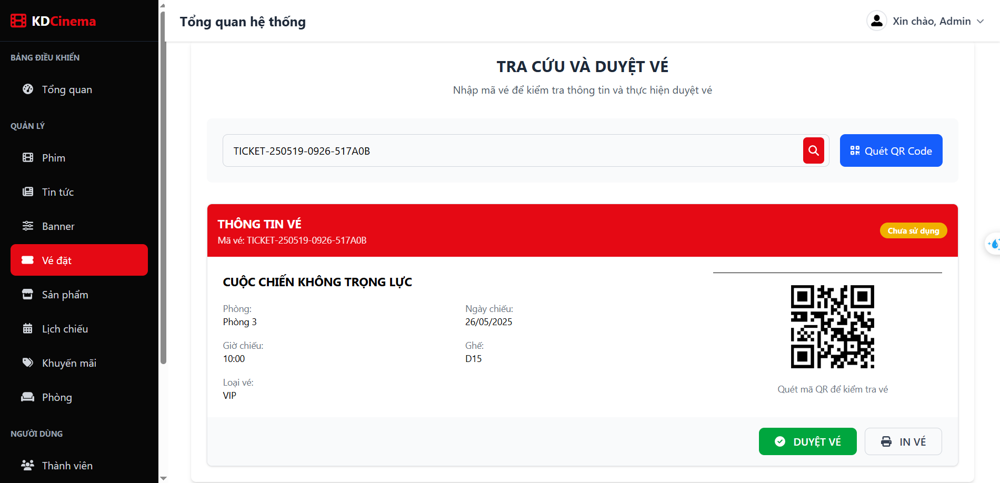 KDCinema
BẢNG ĐIỀU KHIỂN
Tổng quan
QUẢN LÝ
Phim
Tin tức
Banner
Vé đặt
Sản phẩm
Lịch chiếu
Khuyến mãi
Phòng
NGƯỜI DÙNG
Thành viên
Tổng quan hệ thống
Xin chào, Admin
TRA CỨU VÀ DUYỆT VÉ
Nhập mã vé để kiểm tra thông tin và thực hiện duyệt vé
TICKET-250519-0926-517A0B
Quét QR Code
THÔNG TIN VÉ
Mã vé: TICKET-250519-0926-517A0B
Chưa sử dụng
CUỘC CHIẾN KHÔNG TRỌNG LỰC
Phòng:
Phòng 3
Ngày chiếu:
26/05/2025
Giờ chiếu:
10:00
Ghế:
D15
Loại vé:
VIP
Quét mã QR để kiểm tra vé
DUYỆT VÉ
IN VÉ